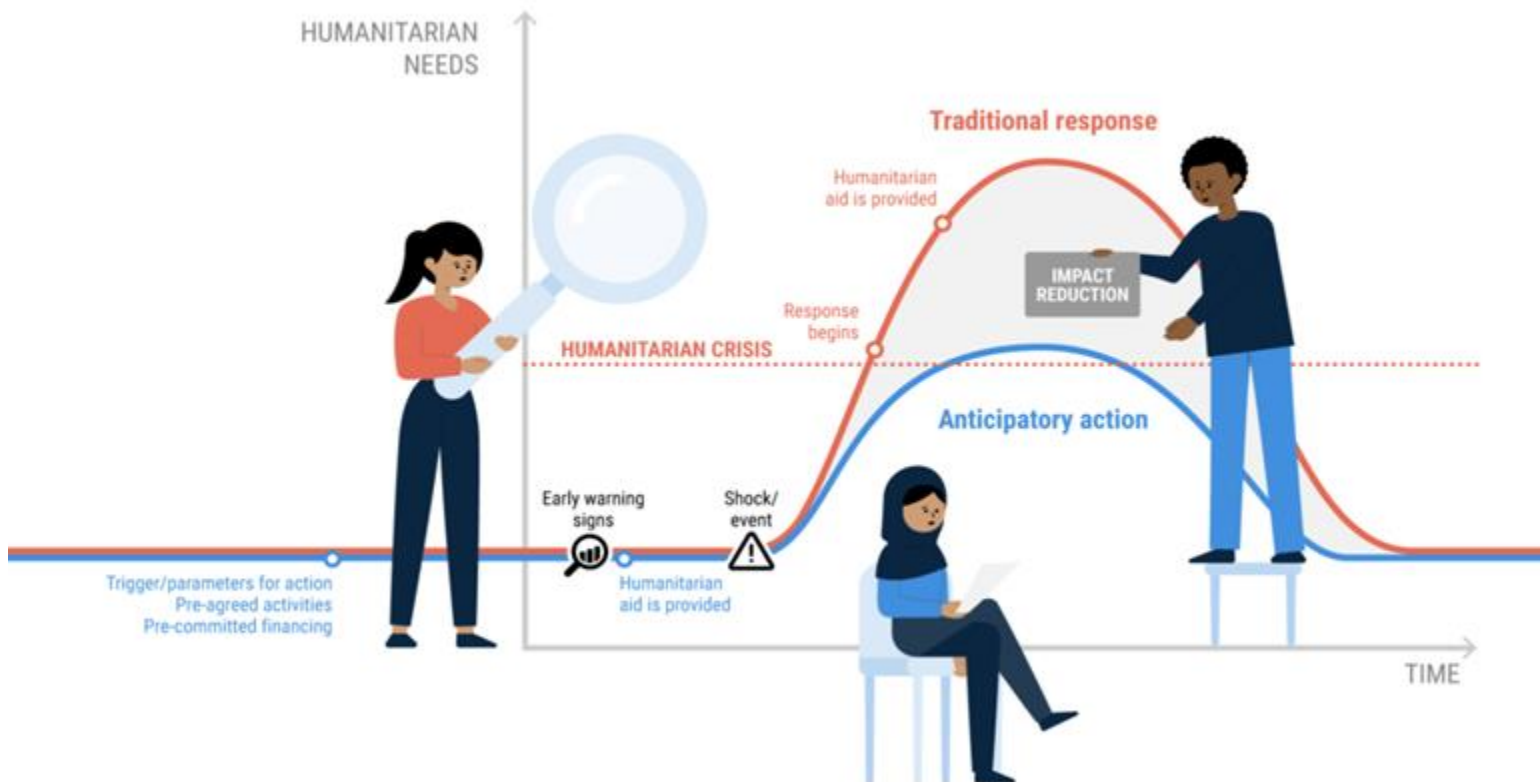 HUMANITARIAN
NEEDS
Traditional response
Humanitarian
aid is provided
IMPACT
REDUCTION
Response
begins
HUMANITARIAN CRISIS
Anticipatory action
Early warning
signs
Shock/
event
Trigger/parameters for action
Pre-agreed activities
Pre-committed financing
Humanitarian
aid is provided
TIME